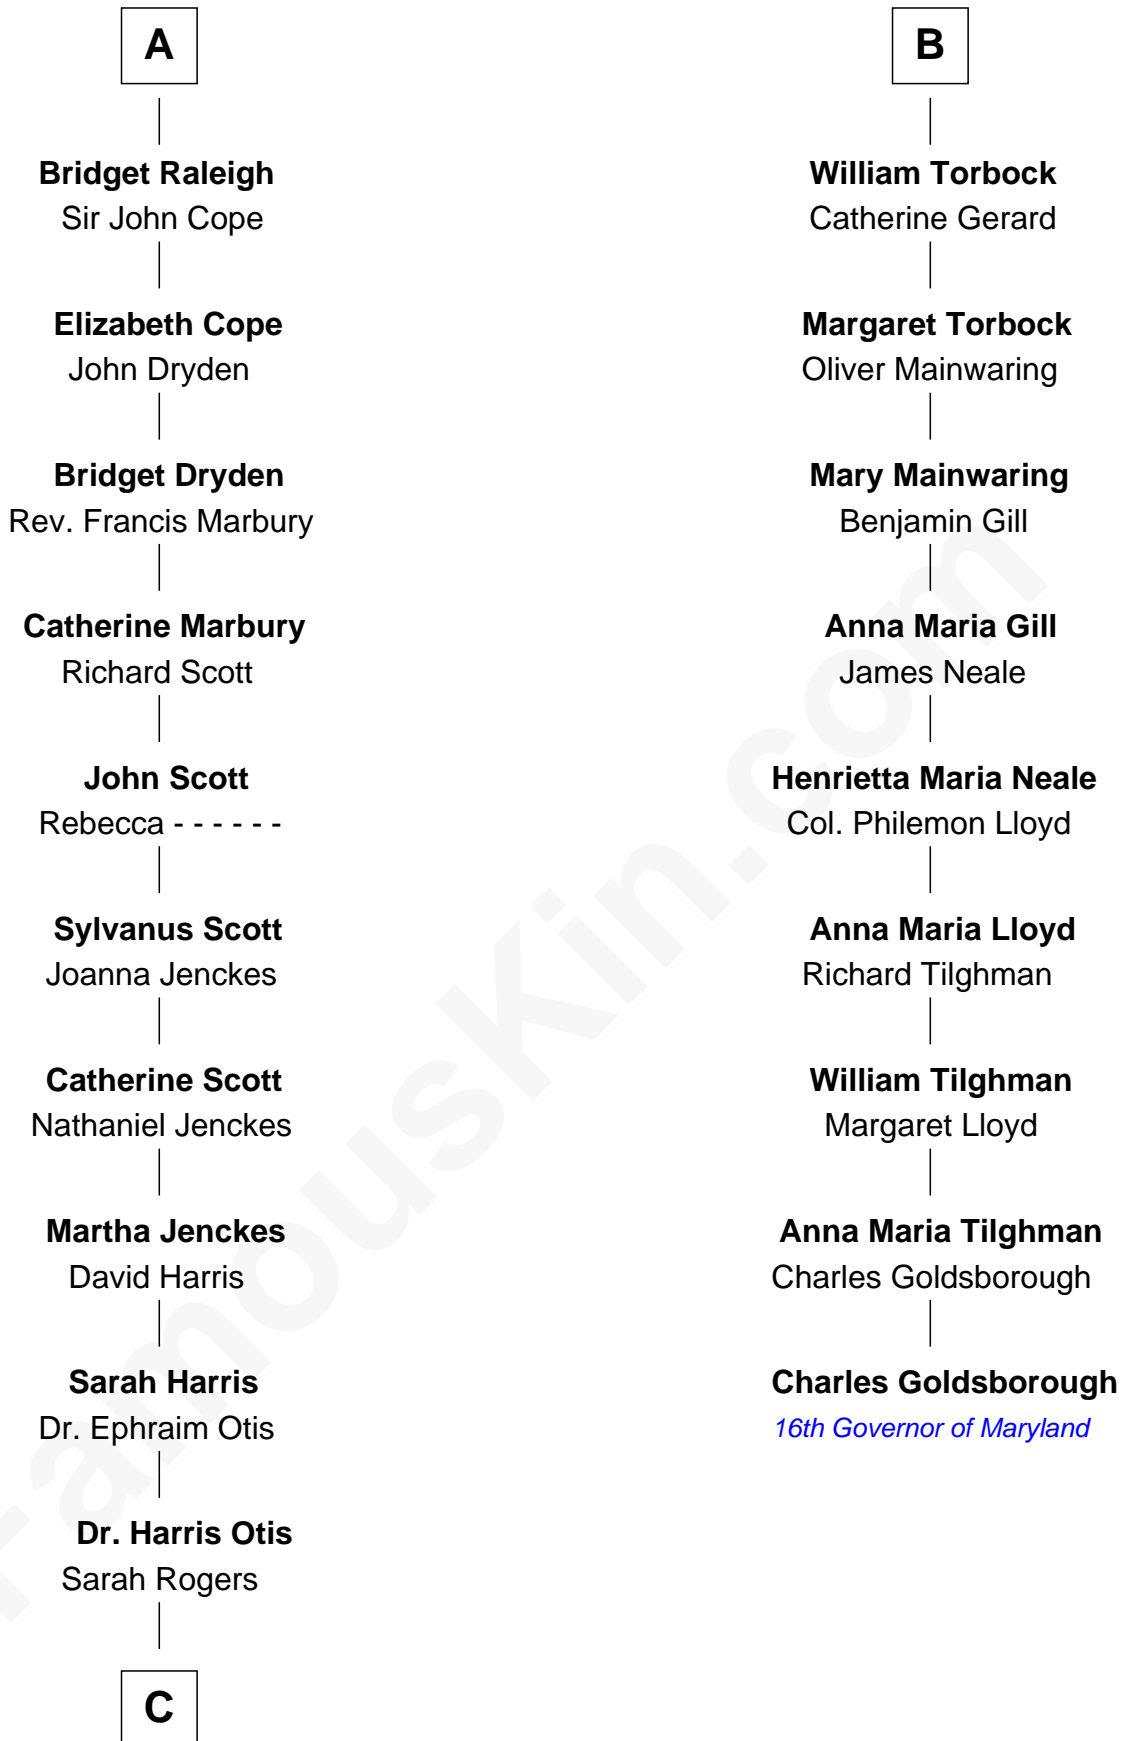 A
Bridget Raleigh
Sir John Cope
Elizabeth Cope
John Dryden
Bridget Dryden
Rev. Francis Marbury
Catherine Marbury
Richard Scott
John Scott
Rebecca - - - - - -
Sylvanus Scott
Joanna Jenckes
Catherine Scott
Nathaniel Jenckes
Martha Jenckes
David Harris
Sarah Harris
Dr. Ephraim Otis
Dr. Harris Otis
Sarah Rogers
C
B
William Torbock
Catherine Gerard
Margaret Torbock
Oliver Mainwaring
Mary Mainwaring
Benjamin Gill
Anna Maria Gill
James Neale
Henrietta Maria Neale
Col. Philemon Lloyd
Anna Maria Lloyd
Richard Tilghman
William Tilghman
Margaret Lloyd
Anna Maria Tilghman
Charles Goldsborough
Charles Goldsborough
16th Governor of Maryland
FamousKin.com